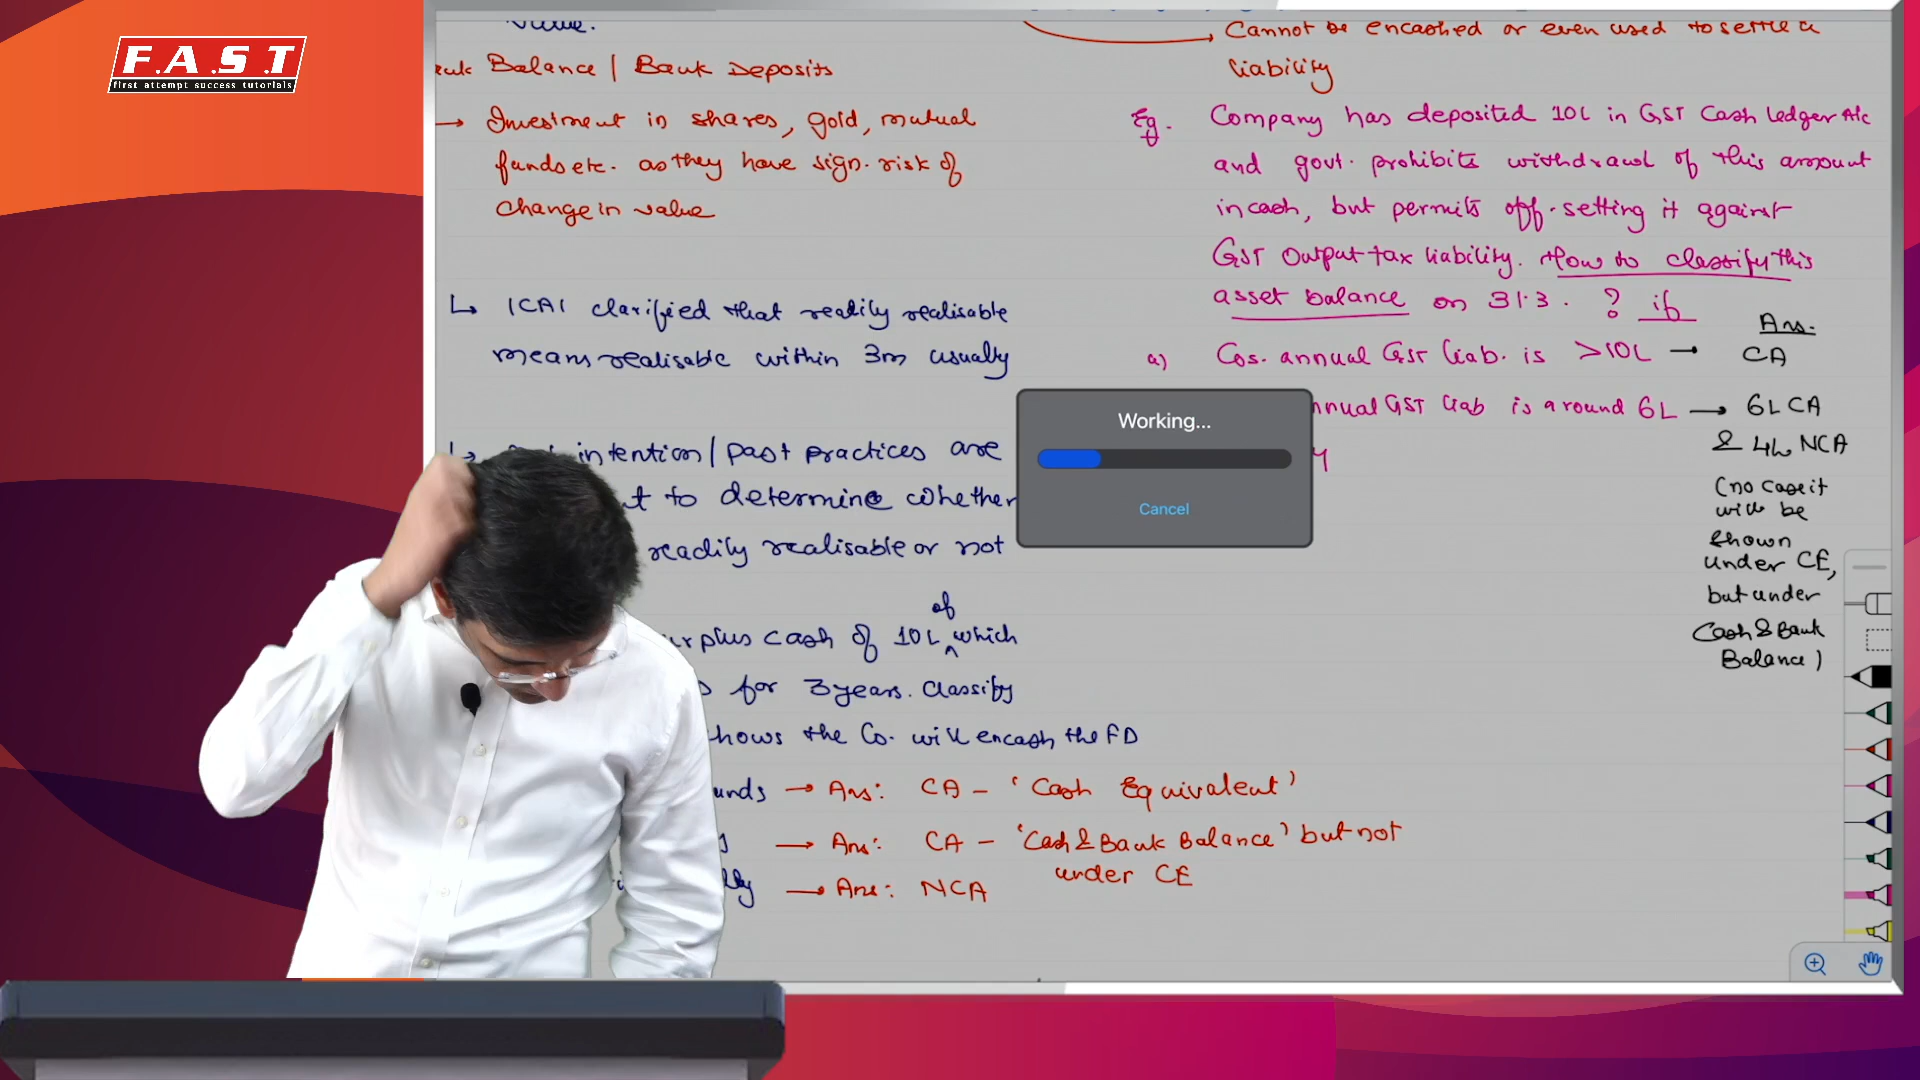 F.A.S.T
first attempt success tutorials
value.
Balance | Bank Deposits
→ Investment in shares, gold, mutual
funds etc. as they have sign. risk of
change in value
↳ ICAI clarified that readily realisable
means realisable within 3m usually
intention / past practices are
to determine whether
readily realisable or not
of
plus cash of 10L ^ which
for 3 years. Classify
shows the Co. will encash the FD
→ Ans: CA - 'Cash Equivalent'
→ Ans: CA - 'Cash & Bank Balance' but not
under CE
→ Ans: NCA
Cannot be encashed or even used to settle a
liability
Eg. Company has deposited 10L in GST Cash Ledger A/c
and govt. prohibits withdrawl of this amount
in cash, but permits off-setting it against
GST Output tax liability. How to classify this
asset balance on 31.3. ? if
Ans.
a) Cos. annual GST liab. is >10L → CA
annual GST liab is around 6L → 6L CA
& 4L NCA
(no case it
will be
shown
under CE,
but under
Cash & Bank
Balance)
Working...
Cancel